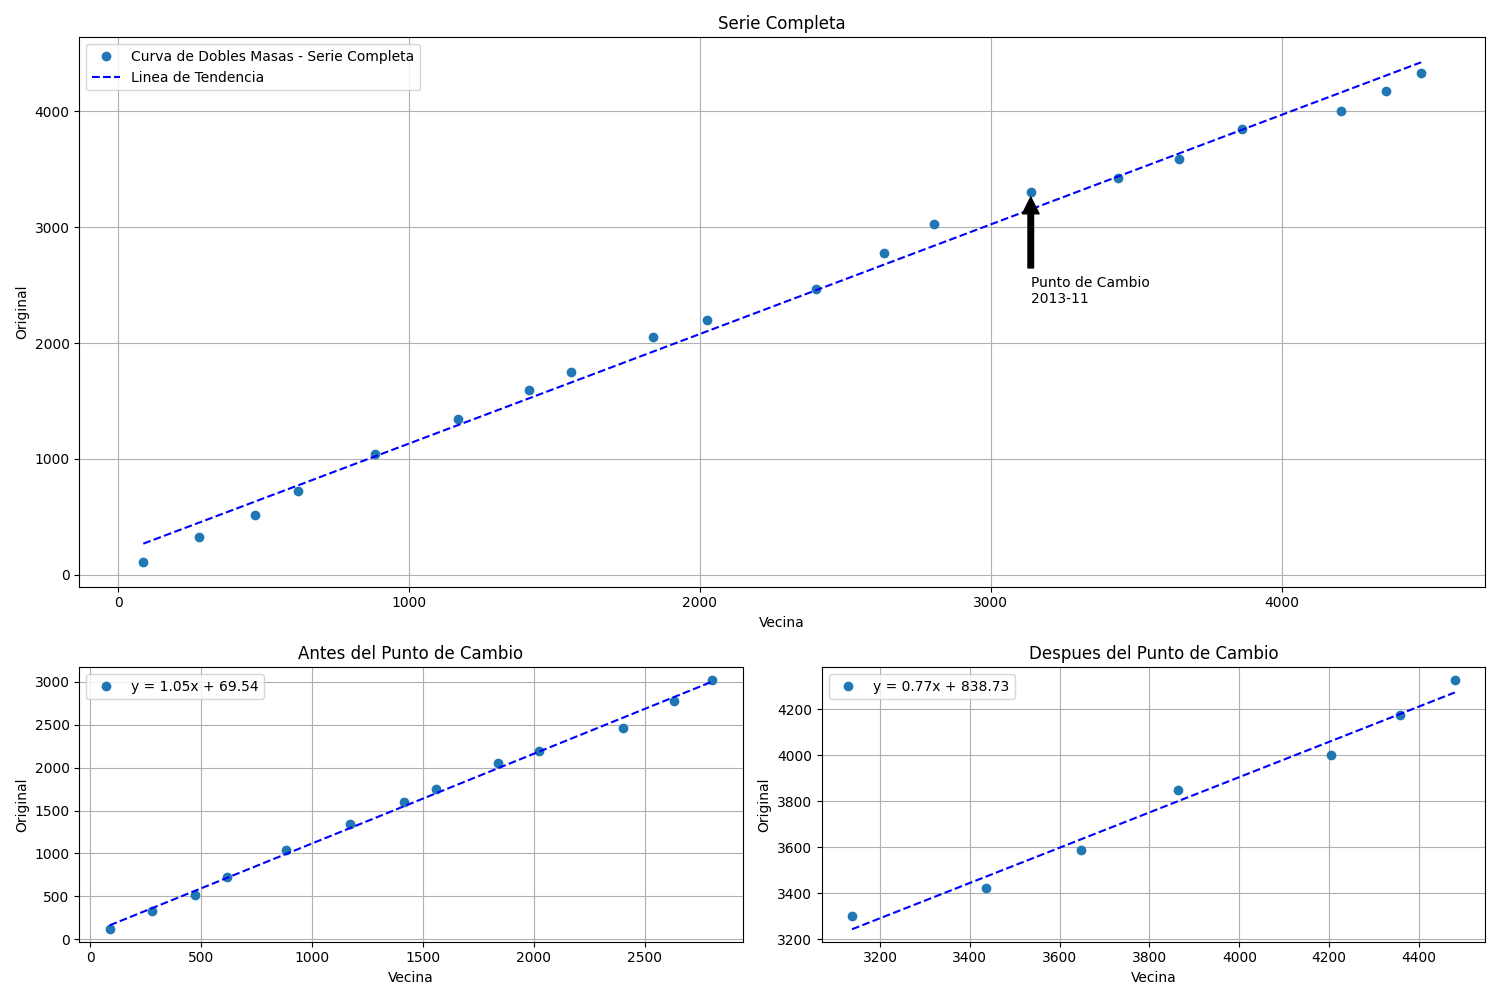 Serie Completa
Curva de Dobles Masas - Serie Completa
Linea de Tendencia
4000
3000
2000
1000
0
Original
Punto de Cambio
2013-11
0 1000 2000 3000 4000
Vecina
Antes del Punto de Cambio
y = 1.05x + 69.54
3000
2500
2000
1500
1000
500
0
Original
0 500 1000 1500 2000 2500
Vecina
Despues del Punto de Cambio
y = 0.77x + 838.73
4200
4000
3800
3600
3400
3200
Original
3200 3400 3600 3800 4000 4200 4400
Vecina